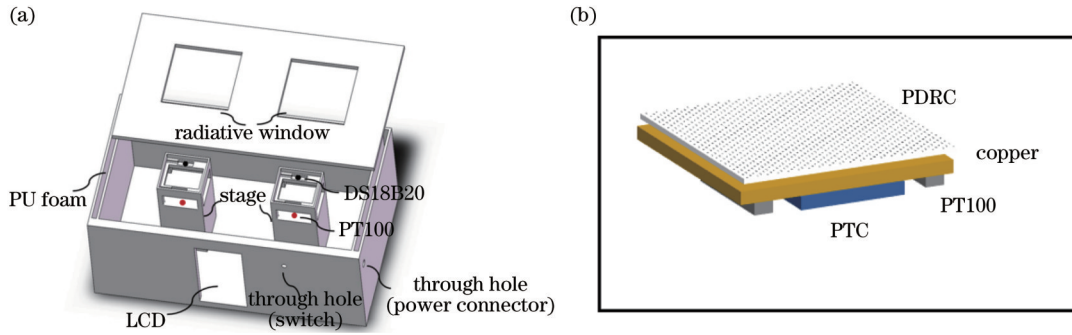 (a)
radiative window
PU foam
stage
DS18B20
PT100
LCD
through hole
(switch)
through hole
(power connector)
(b)
PDRC
copper
PT100
PTC